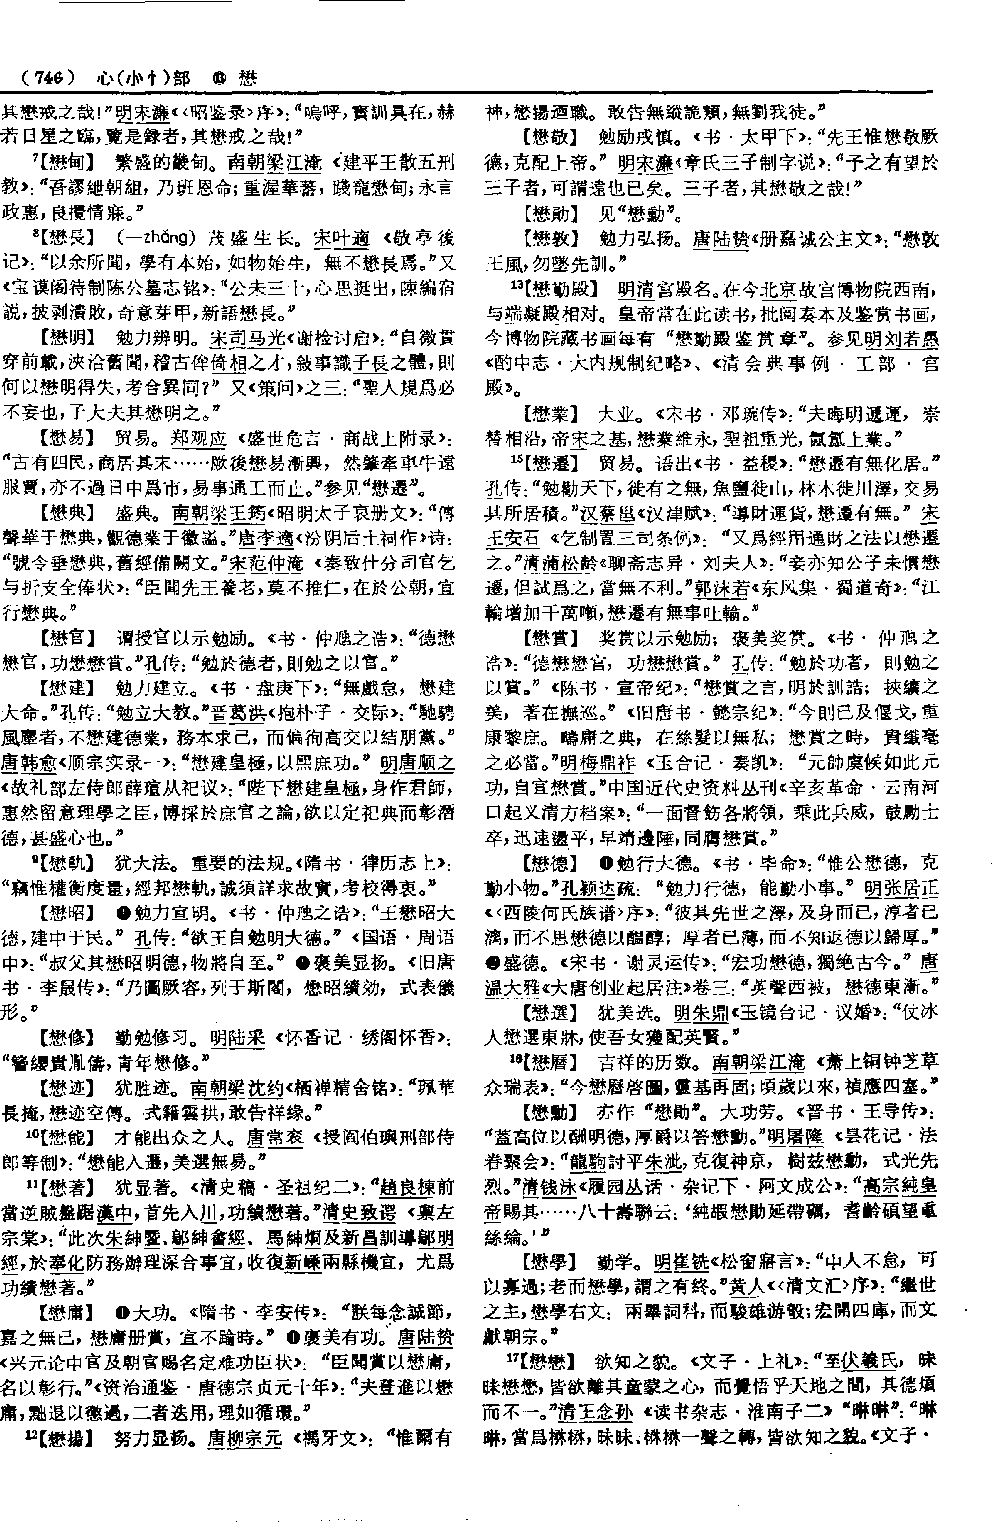 (746) 心(小忄)部 ⓭ 懋
其懋戒之哉!”明宋濂《〈昭鉴录〉序》:“嗚呼,寶訓具在,赫
若日星之臨,覽是録者,其懋戒之哉!”
7【懋甸】 繁盛的畿甸。南朝梁江淹《建平王散五刑
教》:“吾謬紲朝組,乃班恩命;重渥華蕃,賤寵懋甸;永言
政惠,良攪情寐。”
8【懋長】 (—zhǎng) 茂盛生长。宋叶適《敬亭後
记》:“以余所聞,學有本始,如物始生,無不懋長焉。”又
《宝谟阁待制陈公墓志铭》:“公未三十,心思挺出,陳編宿
説,披剥潰敗,奇意芽甲,新語懋長。”
【懋明】 勉力辨明。宋司马光《谢检讨启》:“自微貫
穿前載,浹洽舊聞,稽古侔倚相之才,敍事識子長之體,則
何以懋明得失,考合異同?” 又《策问》之三:“聖人規爲必
不妄也,子大夫其懋明之。”
【懋易】 贸易。郑观应《盛世危言·商战上附录》:
“古有四民,商居其末……厥後懋易漸興,然肇牽車牛遠
服賈,亦不過日中爲市,易事通工而止。”参见“懋遷”。
【懋典】 盛典。南朝梁王筠《昭明太子哀册文》:“傳
聲華于懋典,觀德業于徽謚。”唐李適《汾阴后土祠作》诗:
“號令垂懋典,舊經備闕文。”宋范仲淹《奏致仕分司官乞
与折支全俸状》:“臣聞先王養老,莫不推仁,在於公朝,宜
行懋典。”
【懋官】 谓授官以示勉励。《书·仲虺之诰》:“德懋
懋官,功懋懋賞。”孔传:“勉於德者,則勉之以官。”
【懋建】 勉力建立。《书·盘庚下》:“無戲怠,懋建
大命。”孔传:“勉立大教。”晋葛洪《抱朴子·交际》:“馳騁
風塵者,不懋建德業,務本求己,而偏徇高交以結朋黨。”
唐韩愈《顺宗实录一》:“懋建皇極,以熙庶功。” 明唐顺之
《故礼部左侍郎薛瑄从祀议》:“陛下懋建皇極,身作君師,
惠然留意理學之臣,博採於庶官之論,欲以定祀典而彰潛
德,甚盛心也。”
9【懋軌】 犹大法。重要的法规。《隋书·律历志上》:
“竊惟權衡度量,經邦懋軌,誠須詳求故實,考校得衷。”
【懋昭】 ❶勉力宣明。《书·仲虺之诰》:“王懋昭大
德,建中于民。” 孔传:“欲王自勉明大德。”《国语·周语
中》:“叔父其懋昭明德,物將自至。” ❷褒美显扬。《旧唐
书·李晟传》:“乃圖厥容,列于斯閣,懋昭績効,式表儀
形。”
【懋修】 勤勉修习。明陆采《怀香记·绣阁怀香》:
“簪纓貴胤儔,青年懋修。”
【懋迹】 犹胜迹。南朝梁沈约《栖禅精舍铭》:“珮華
長掩,懋迹空傳。式藉雲拱,敢告祥缘。”
10【懋能】 才能出众之人。唐常衮《授阎伯璵刑部侍
郎等制》:“懋能入選,美選無易。”
11【懋著】 犹显著。《清史稿·圣祖纪二》:“趙良棟前
當逆賊盤踞漢中,首先入川,功績懋著。”清史致谔《禀左
宗棠》:“此次朱紳璽、鄔紳畬經、馬紳炯及新昌訓導鄔明
經,於奉化防務辦理深合事宜,收復新嵊兩縣機宜,尤爲
功績懋著。”
【懋庸】 ❶大功。《隋书·李安传》:“朕每念誠節,
嘉之無已,懋庸册賞,宜不踰時。” ❷褒美有功。唐陆贽
《兴元论中官及朝官赐名定难功臣状》:“臣聞賞以懋庸,
名以彰行。”《资治通鉴·唐德宗贞元十年》:“夫登進以懋
庸,黜退以懲過,二者迭用,理如循環。”
12【懋揚】 努力显扬。唐柳宗元《禡牙文》:“惟爾有
神,懋揚迺職。敢告無縱詭類,無劉我徒。”
【懋敬】 勉励戒慎。《书·太甲下》:“先王惟懋敬厥
德,克配上帝。” 明宋濂《章氏三子制字说》:“予之有望於
三子者,可謂遠也已矣。三子者,其懋敬之哉!”
【懋勛】 见“懋勳”。
【懋敦】 勉力弘扬。唐陆贽《册嘉诚公主文》:“懋敦
王風,勿墜先訓。”
13【懋勤殿】 明清宫殿名。在今北京故宫博物院西南,
与端凝殿相对。皇帝常在此读书,批阅奏本及鉴赏书画,
今博物院藏书画每有“懋勤殿鉴赏章”。参见明刘若愚
《酌中志·大内规制纪略》、《清会典事例·工部·宫
殿》。
【懋業】 大业。《宋书·邓琬传》:“夫晦明遞運,崇
替相沿,帝宋之基,懋業維永,聖祖重光,氤氲上業。”
15【懋遷】 贸易。语出《书·益稷》:“懋遷有無化居。”
孔传:“勉勸天下,徙有之無,魚鹽徙山,林木徙川澤,交易
其所居積。”汉蔡邕《汉津赋》:“導財運貨,懋遷有無。” 宋
王安石《乞制置三司条例》:“又爲經用通財之法以懋遷
之。”清蒲松龄《聊斋志异·刘夫人》:“妾亦知公子未慣懋
遷,但試爲之,當無不利。”郭沫若《东风集·蜀道奇》:“江
輪增加千萬噸,懋遷有無事吐輸。”
【懋賞】 奖赏以示勉励;褒美奖赏。《书·仲虺之
诰》:“德懋懋官,功懋懋賞。” 孔传:“勉於功者,則勉之
以賞。”《陈书·宣帝纪》:“懋賞之言,明於訓誥;挾纊之
美,著在撫巡。”《旧唐书·懿宗纪》:“今則已及偃戈,重
康黎庶。疇庸之典,在絲髮以無私;懋賞之時,貴纖毫
之必當。”明梅鼎祚《玉合记·奏凯》:“元帥虞候如此元
功,自宜懋賞。”中国近代史资料丛刊《辛亥革命·云南河
口起义清方档案》:“一面督飭各將領,乘此兵威,鼓勵士
卒,迅速盪平,早靖邊陲,同膺懋賞。”
【懋德】 ❶勉行大德。《书·毕命》:“惟公懋德,克
勤小物。”孔颖达疏:“勉力行德,能勤小事。” 明张居正
《〈西陵何氏族谱〉序》:“彼其先世之澤,及身而已,淳者已
漓,而不思懋德以醖醇;厚者已薄,而不知返德以歸厚。”
❷盛德。《宋书·谢灵运传》:“宏功懋德,獨絶古今。” 唐
温大雅《大唐创业起居注》卷三:“英聲西被,懋德東漸。”
【懋選】 犹美选。明朱鼎《玉镜台记·议婚》:“仗冰
人懋選東牀,使吾女獲配英賢。”
16【懋曆】 吉祥的历数。南朝梁江淹《萧上铜钟芝草
众瑞表》:“今懋曆啓圖,靈基再固;頃歲以來,禎應四塞。”
【懋勳】 亦作“懋勛”。大功劳。《晋书·王导传》:
“蓋高位以酬明德,厚爵以答懋勳。”明屠隆《昙花记·法
眷聚会》:“龍駒討平朱泚,克復神京,樹兹懋勳,式光先
烈。”清钱泳《履园丛话·杂记下·阿文成公》:“高宗純皇
帝賜其……八十壽聯云:‘純嘏懋勛延帶礪,耆齡碩望重
絲綸。’”
【懋學】 勤学。明崔铣《松窗寤言》:“中人不怠,可
以寡過;老而懋學,謂之有終。”黄人《〈清文汇〉序》:“繼世
之主,懋學右文;兩舉詞科,而駿雄游彀;宏開四庫,而文
獻朝宗。”
17【懋懋】 欲知之貌。《文子·上礼》:“至伏羲氏,昧
昧懋懋,皆欲離其童蒙之心,而覺悟乎天地之間,其德煩
而不一。”清王念孙《读书杂志·淮南子二》“啉啉”:“啉
啉,當爲楙楙,昧昧、楙楙一聲之轉,皆欲知之貌。《文子·